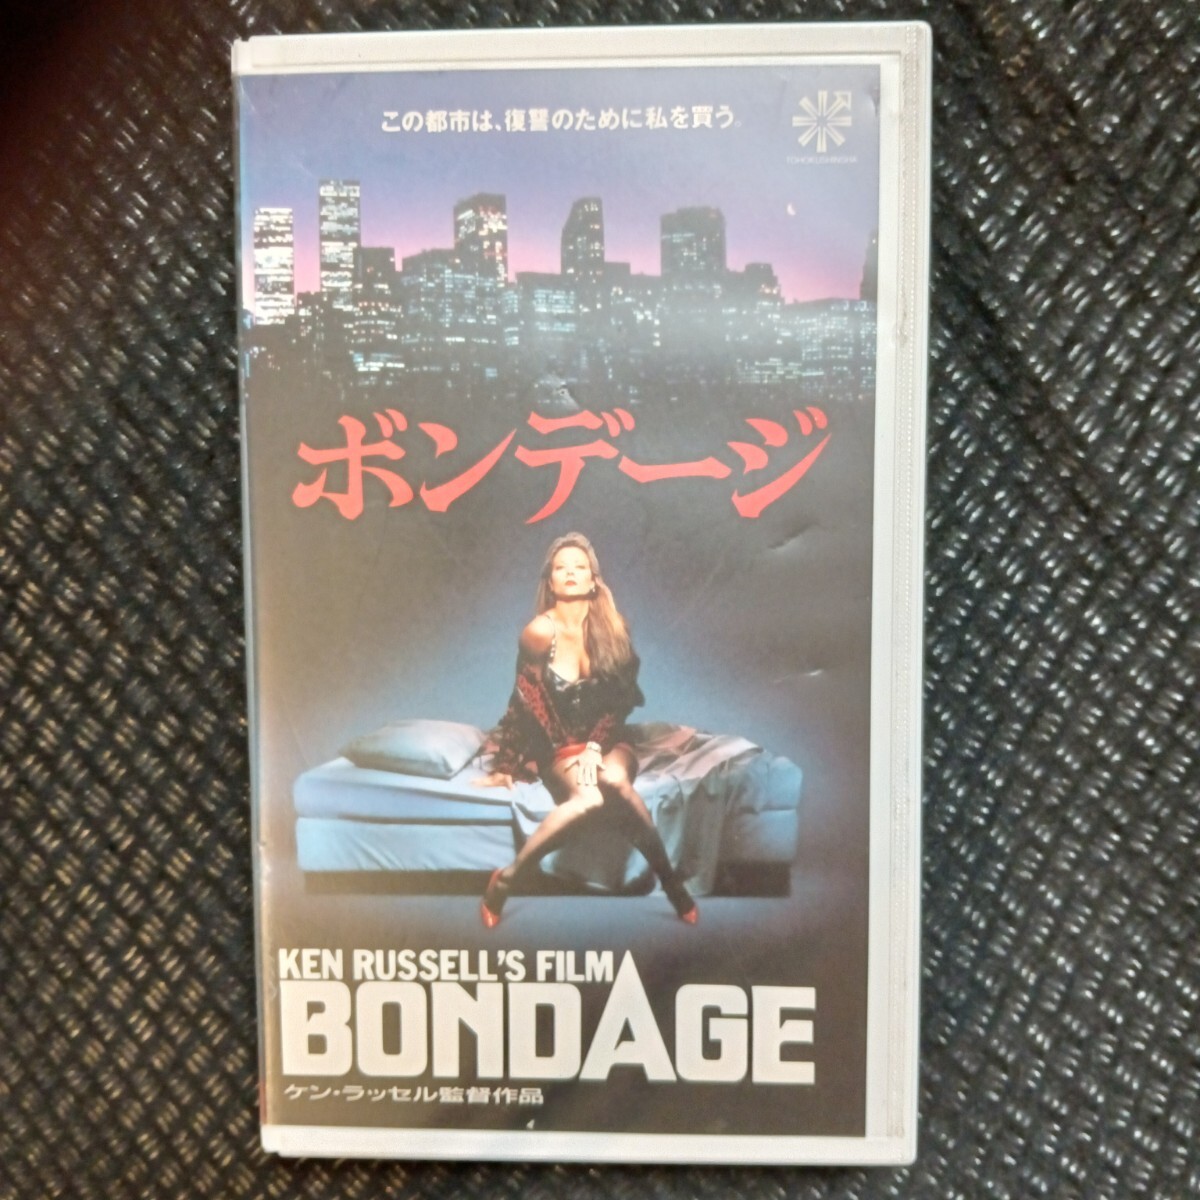 この都市は、復讐のために私を買う。
TOHOKUSHINSHA
ボンデージ
KEN RUSSELL'S FILM
BONDAGE
ケン・ラッセル監督作品